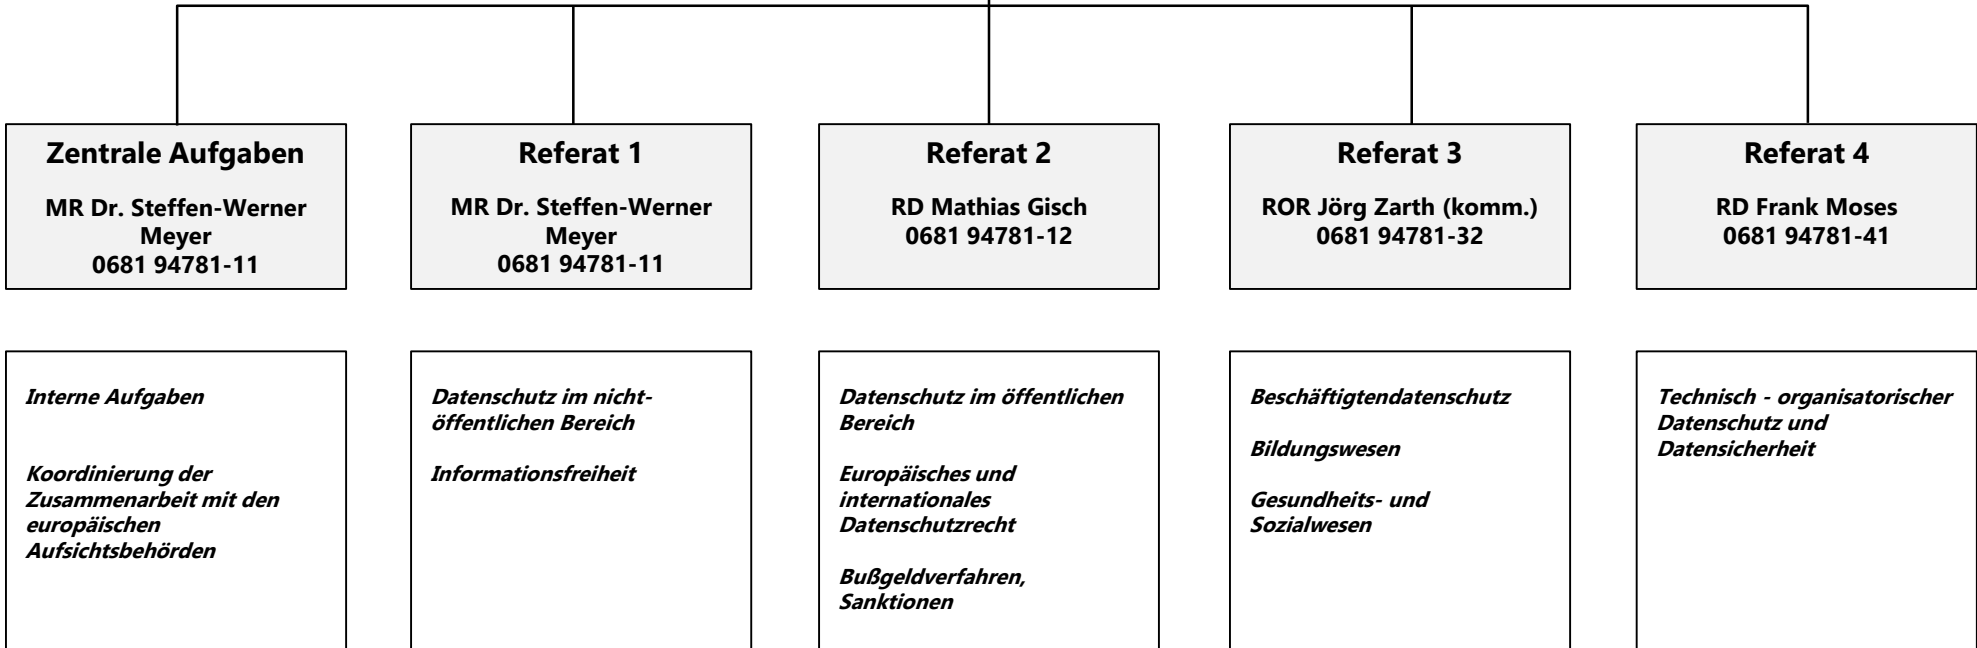 Zentrale Aufgaben
MR Dr. Steffen-Werner
Meyer
0681 94781-11
Referat 1
MR Dr. Steffen-Werner
Meyer
0681 94781-11
Referat 2
RD Mathias Gisch
0681 94781-12
Referat 3
ROR Jörg Zarth (komm.)
0681 94781-32
Referat 4
RD Frank Moses
0681 94781-41
Interne Aufgaben
Koordinierung der
Zusammenarbeit mit den
europäischen
Aufsichtsbehörden
Datenschutz im nicht-
öffentlichen Bereich
Informationsfreiheit
Datenschutz im öffentlichen
Bereich
Europäisches und
internationales
Datenschutzrecht
Bußgeldverfahren,
Sanktionen
Beschäftigtendatenschutz
Bildungswesen
Gesundheits- und
Sozialwesen
Technisch - organisatorischer
Datenschutz und
Datensicherheit